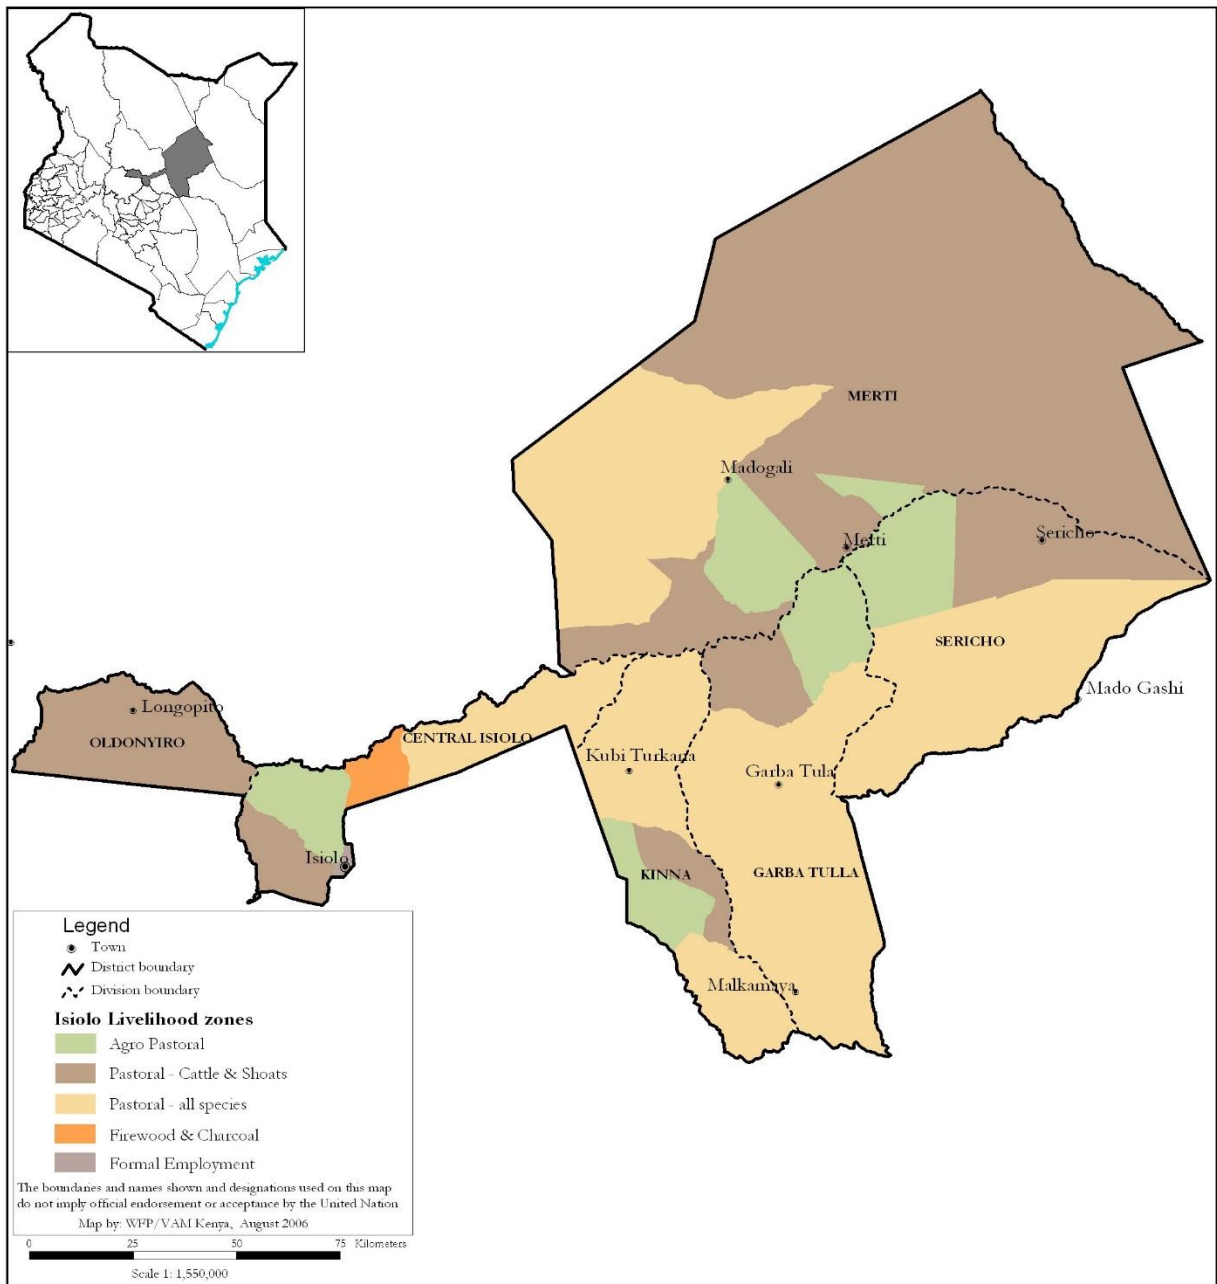 MERTI
Madogali
Merti
Sericho
SERICHO
Mado Gashi
Longopito
OLDONYIRO
CENTRAL ISIOLO
Kubi Turkana
Garba Tula
Isiolo
KINNA
GARBA TULLA
Malkamaya
Legend
Town
District boundary
Division boundary
Isiolo Livelihood zones
Agro Pastoral
Pastoral - Cattle & Shoats
Pastoral - all species
Firewood & Charcoal
Formal Employment
The boundaries and names shown and designations used on this map
do not imply official endorsement or acceptance by the United Nation
Map by: WFP/VAM Kenya, August 2006
0 25 50 75 Kilometers
Scale 1: 1,550,000